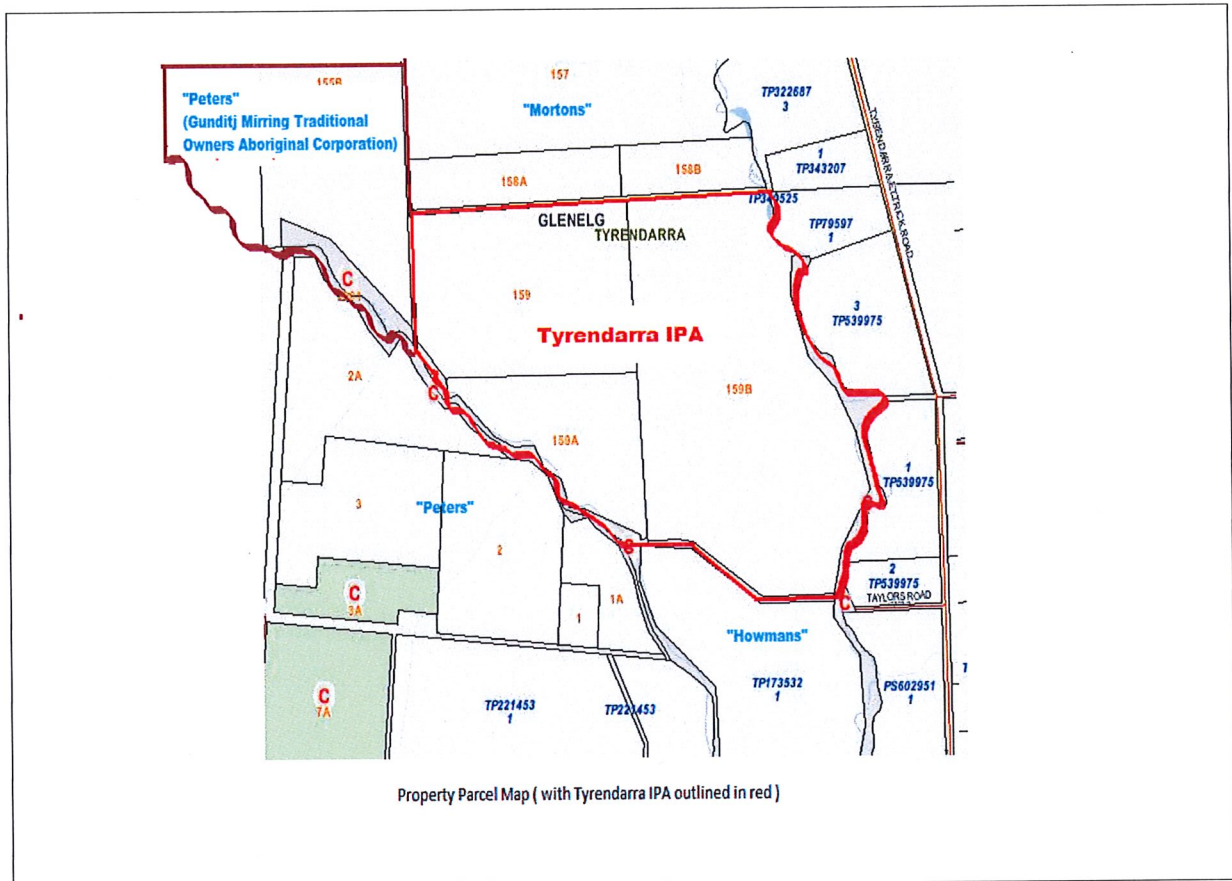 155B
"Peters"
(Gunditj Mirring Traditional
Owners Aboriginal Corporation)
157
"Mortons"
TP322687
3
TYRENDARRA-ETTRICK ROAD
1
TP343207
158A
158B
TP340525
GLENELG
TYRENDARRA
TP79597
1
C
159
3
TP539975
Tyrendarra IPA
2A
C
159B
159A
1
TP539975
3
"Peters"
2
C
2
TP539975
TAYLORS ROAD
C
C
3A
1
1A
"Howmans"
C
7A
TP221453
1
TP221453
TP173532
1
PS602951
1
Property Parcel Map ( with Tyrendarra IPA outlined in red )